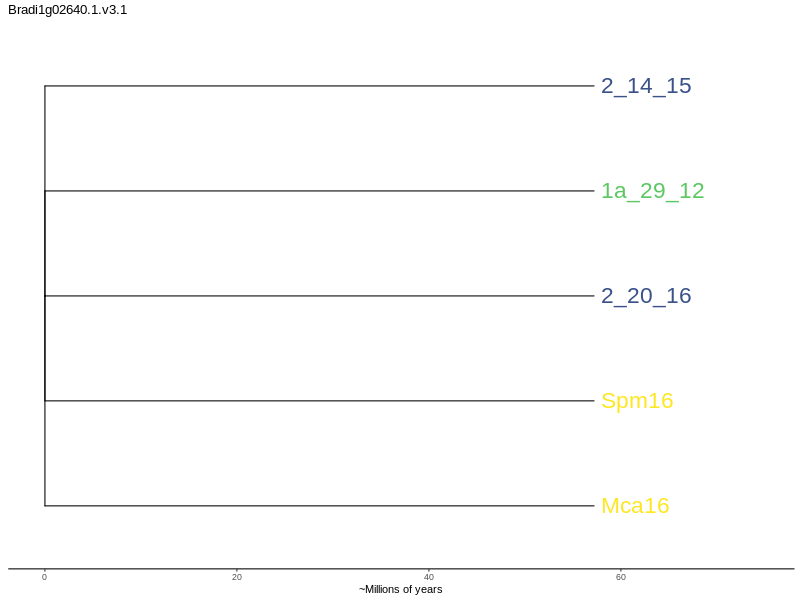 Bradi1g02640.1.v3.1
2_14_15
1a_29_12
2_20_16
Spm16
Mca16
0 20 40 60
~Millions of years